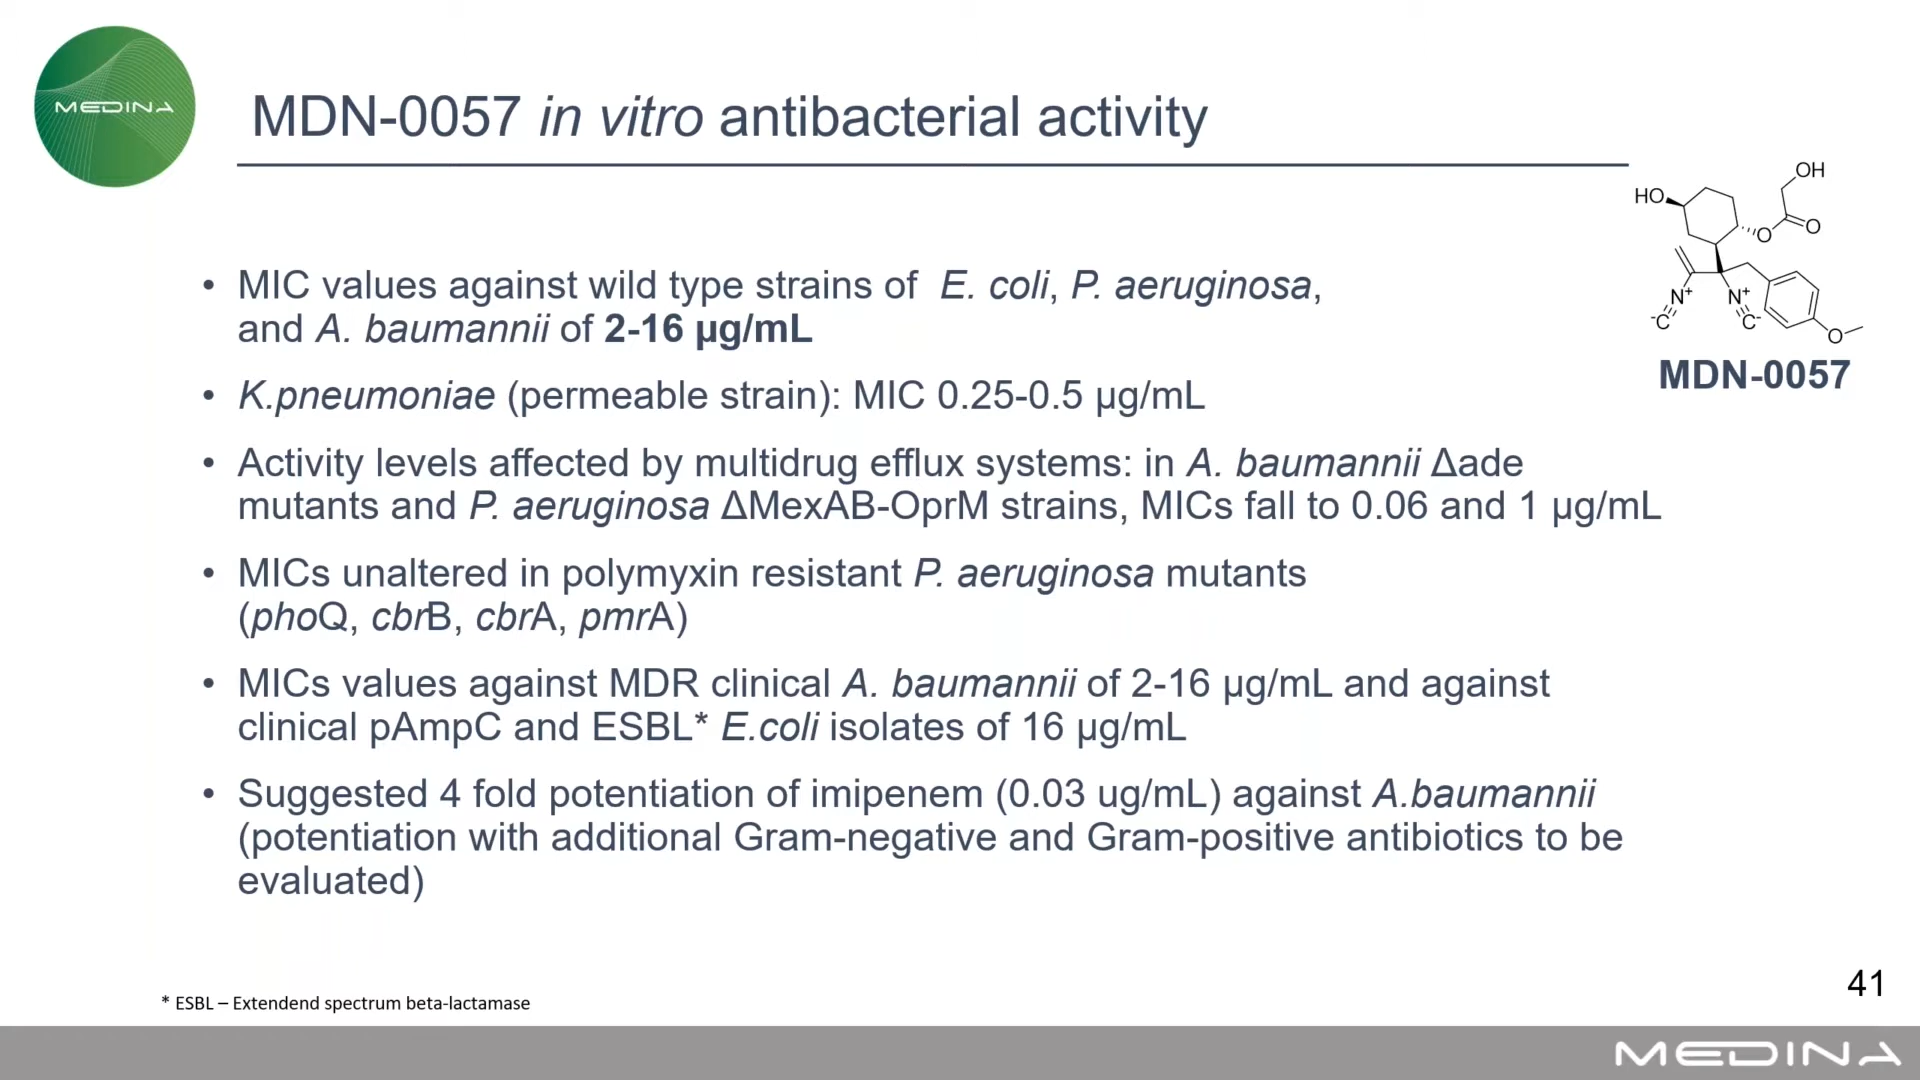 MEDINA
MDN-0057 in vitro antibacterial activity
• MIC values against wild type strains of E. coli, P. aeruginosa,
and A. baumannii of 2-16 µg/mL
• K.pneumoniae (permeable strain): MIC 0.25-0.5 µg/mL
• Activity levels affected by multidrug efflux systems: in A. baumannii Δade
mutants and P. aeruginosa ΔMexAB-OprM strains, MICs fall to 0.06 and 1 µg/mL
• MICs unaltered in polymyxin resistant P. aeruginosa mutants
(phoQ, cbrB, cbrA, pmrA)
• MICs values against MDR clinical A. baumannii of 2-16 µg/mL and against
clinical pAmpC and ESBL* E.coli isolates of 16 µg/mL
• Suggested 4 fold potentiation of imipenem (0.03 ug/mL) against A.baumannii
(potentiation with additional Gram-negative and Gram-positive antibiotics to be
evaluated)
OH
HO
O
O
N+
N+
-C
C-
O
MDN-0057
* ESBL – Extendend spectrum beta-lactamase
41
MEDINA